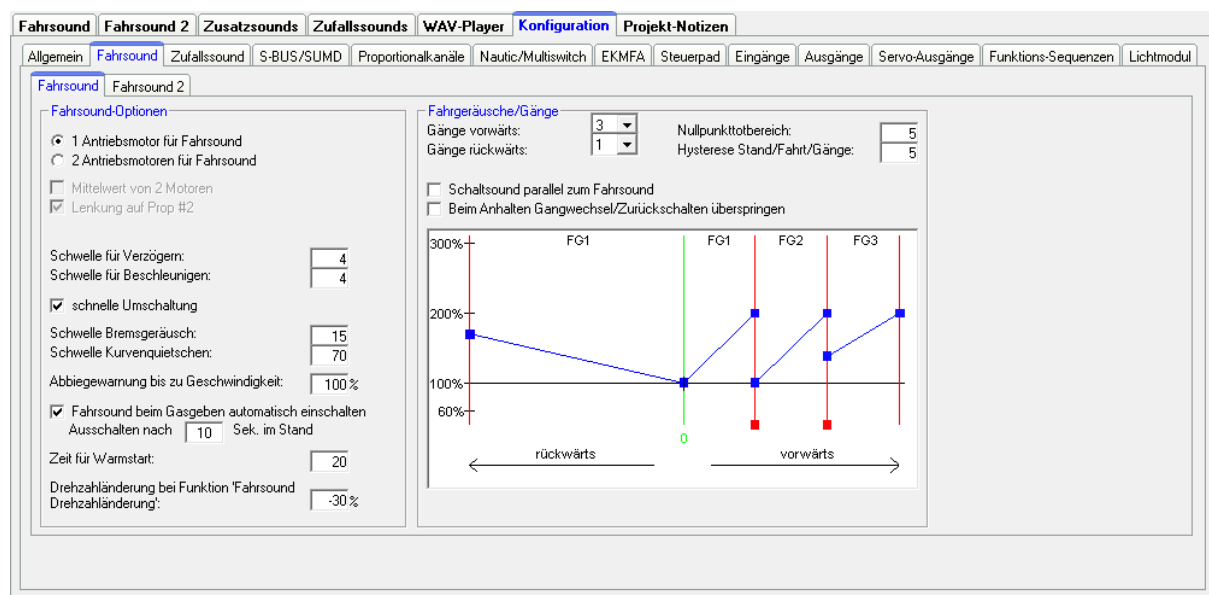 Fahrsound Fahrsound 2 Zusatzsounds Zufallssounds WAV-Player Konfiguration Projekt-Notizen
Allgemein Fahrsound Zufallssound S-BUS/SUMD Proportionalkanäle Nautic/Multiswitch EKMFA Steuerpad Eingänge Ausgänge Servo-Ausgänge Funktions-Sequenzen Lichtmodul
Fahrsound Fahrsound 2
Fahrsound-Optionen
1 Antriebsmotor für Fahrsound
2 Antriebsmotoren für Fahrsound
Mittelwert von 2 Motoren
Lenkung auf Prop #2
Schwelle für Verzögern: 4
Schwelle für Beschleunigen: 4
schnelle Umschaltung
Schwelle Bremsgeräusch: 15
Schwelle Kurvenquietschen: 70
Abbiegewarnung bis zu Geschwindigkeit: 100 %
Fahrsound beim Gasgeben automatisch einschalten
Ausschalten nach 10 Sek. im Stand
Zeit für Warmstart: 20
Drehzahländerung bei Funktion 'Fahrsound
Drehzahländerung': -30 %
Fahrgeräusche/Gänge
Gänge vorwärts: 3 Nullpunkttotbereich: 5
Gänge rückwärts: 1 Hysterese Stand/Fahrt/Gänge: 5
Schaltsound parallel zum Fahrsound
Beim Anhalten Gangwechsel/Zurückschalten überspringen
300% FG1 FG1 FG2 FG3
200%
100%
60%
0
rückwärts vorwärts